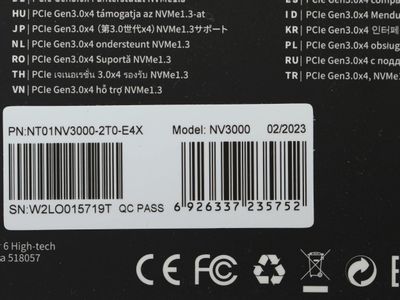 HU | PCIe Gen3.0x4 támogatja az NVMe1.3-at
JP | PCIe Gen3.0x4 (第3.0世代x4) NVMe1.3サポート
NL | PCIe Gen3.0x4 ondersteunt NVMe1.3
RO | PCIe Gen3.0x4 Suportă NVMe1.3
TH | PCIe เจเนอเรชั่น 3.0x4 รองรับ NVMe1.3
VN | PCIe Gen3.0x4 hỗ trợ NVMe1.3
ID | PCIe Gen3.0x4 Mendu
KR | PCIe Gen3.0x4 인터페
PL | PCIe Gen3.0x4 obsług
RU | PCIe Gen3.0x4 с подд
TR | PCIe Gen3.0x4, NVMe1
PN:NT01NV3000-2T0-E4X
Model: NV3000
02/2023
SN:W2LO015719T
QC PASS
6 926337 235752
6 High-tech
a 518057
CE FC